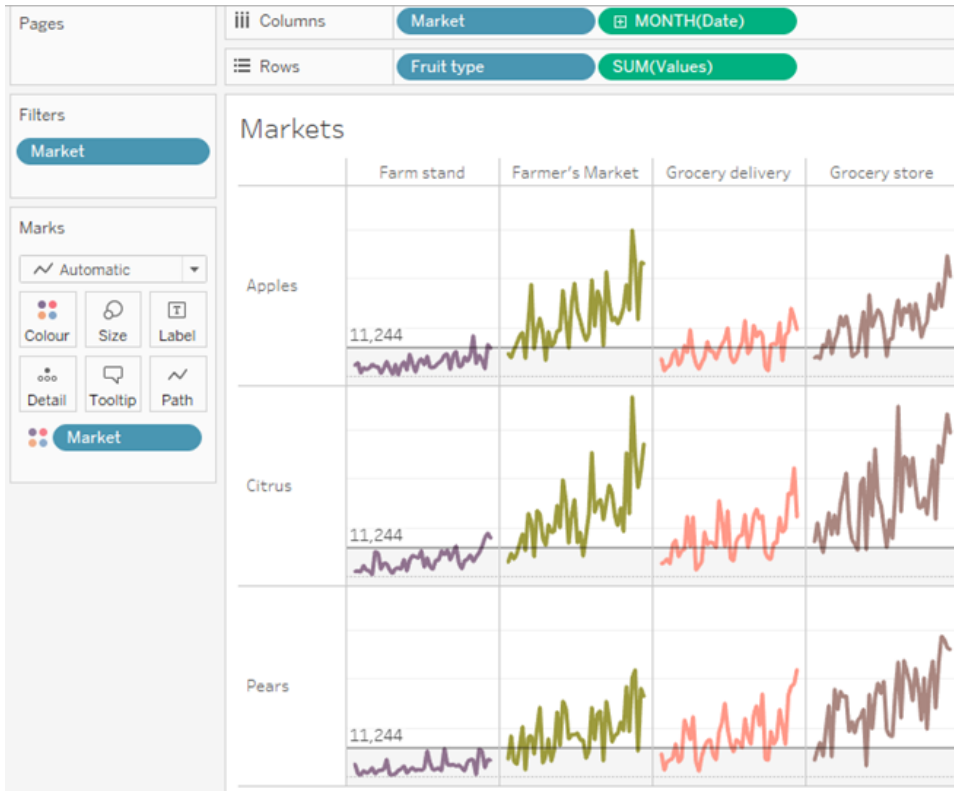 Pages
Columns Market MONTH(Date)
Rows Fruit type SUM(Values)
Filters
Market
Marks
Automatic
Colour Size Label
Detail Tooltip Path
Market
Markets
Farm stand Farmer's Market Grocery delivery Grocery store
Apples
11,244
Citrus
11,244
Pears
11,244